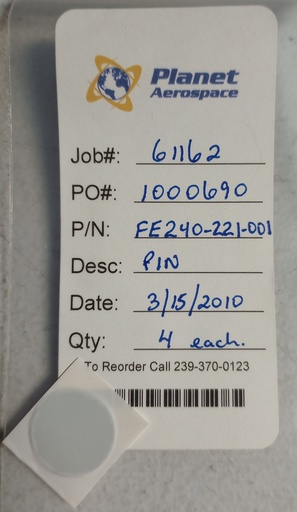 Planet
Aerospace
Job#: 61162
PO#: 1000690
P/N: FE240-221-001
Desc: PIN
Date: 3/15/2010
Qty: 4 each.
To Reorder Call 239-370-0123